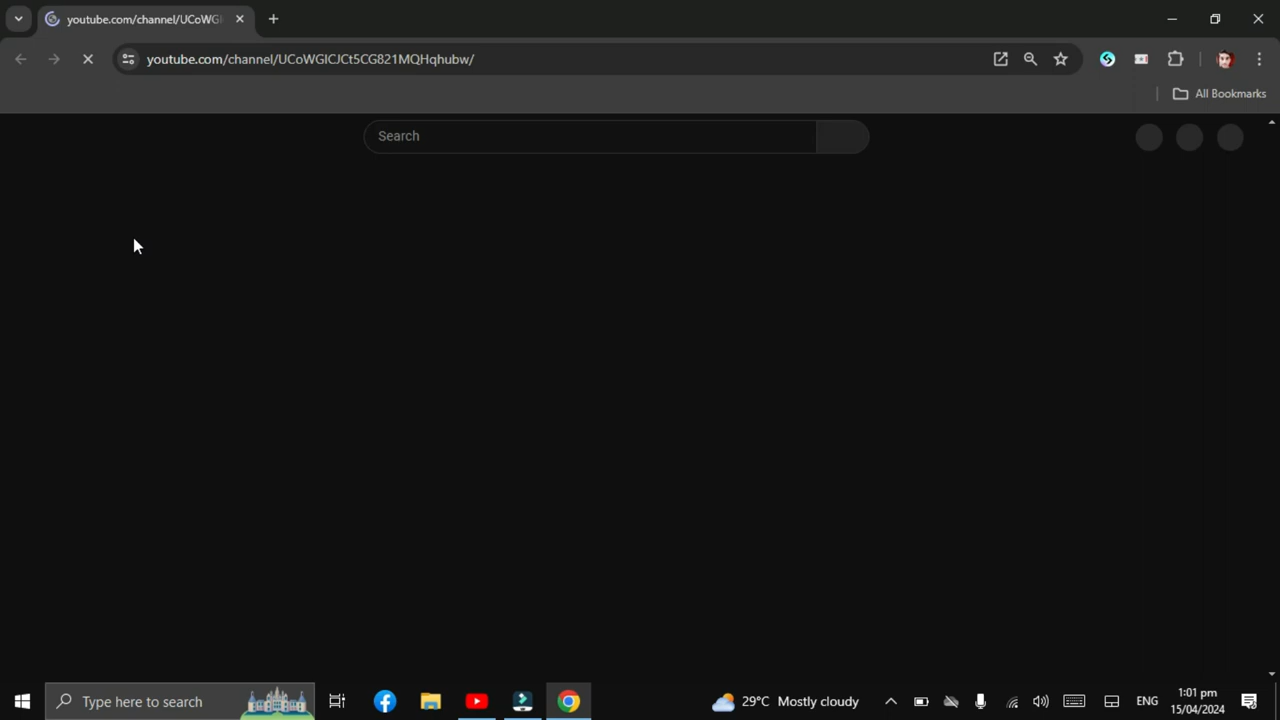 youtube.com/channel/UCoWGI
youtube.com/channel/UCoWGICJCt5CG821MQHqhubw/
All Bookmarks
Search
Type here to search
29°C Mostly cloudy
ENG
1:01 pm
15/04/2024